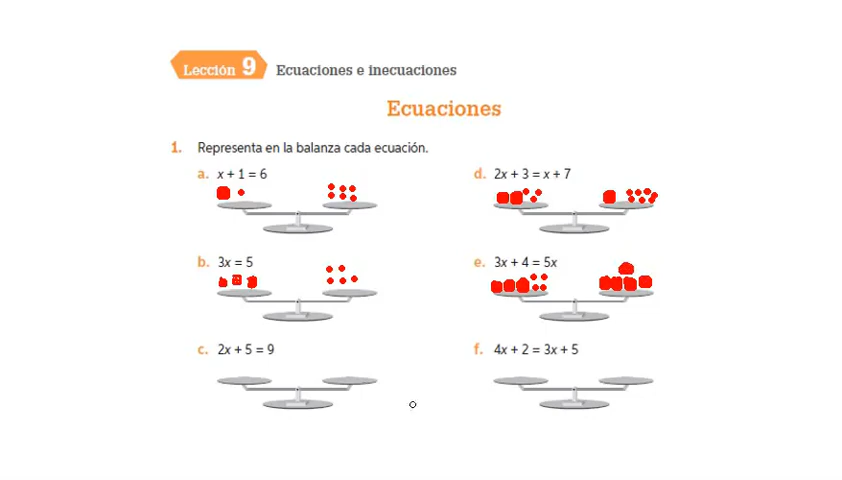 Lección 9 Ecuaciones e inecuaciones
Ecuaciones
1. Representa en la balanza cada ecuación.
a. x + 1 = 6
d. 2x + 3 = x + 7
b. 3x = 5
e. 3x + 4 = 5x
c. 2x + 5 = 9
f. 4x + 2 = 3x + 5